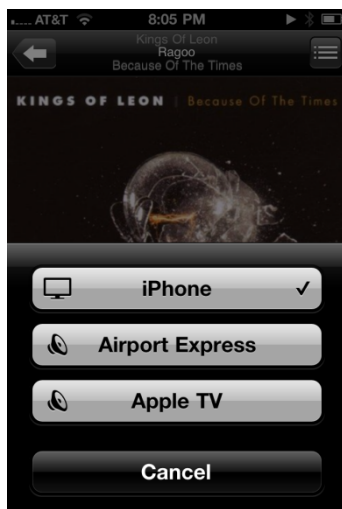 AT&T 8:05 PM
Kings Of Leon
Ragoo
Because Of The Times
KINGS OF LEON | Because Of The Times
iPhone
Airport Express
Apple TV
Cancel